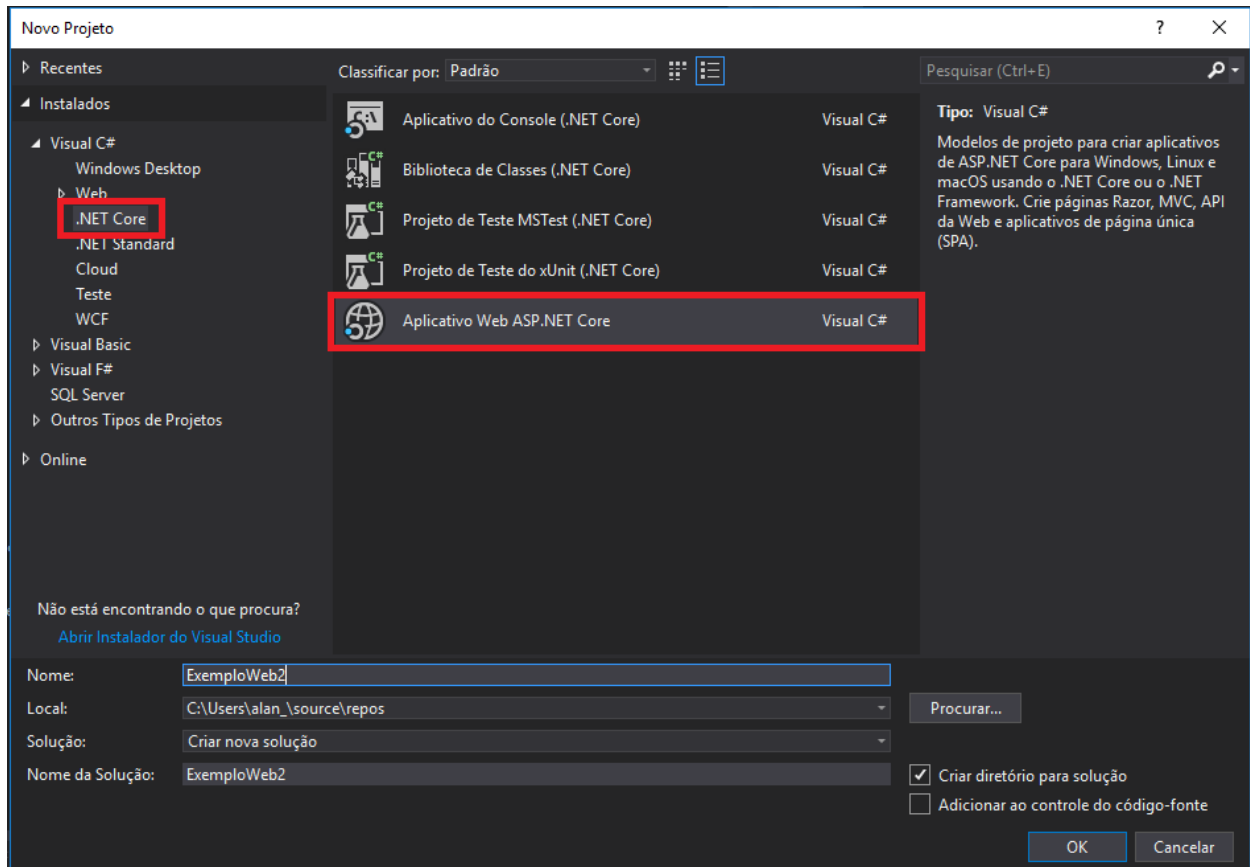 Novo Projeto
?
Recentes
Instalados
Visual C#
Windows Desktop
Web
.NET Core
.NET Standard
Cloud
Teste
WCF
Visual Basic
Visual F#
SQL Server
Outros Tipos de Projetos
Online
Não está encontrando o que procura?
Abrir Instalador do Visual Studio
Classificar por: Padrão
Aplicativo do Console (.NET Core) Visual C#
Biblioteca de Classes (.NET Core) Visual C#
Projeto de Teste MSTest (.NET Core) Visual C#
Projeto de Teste do xUnit (.NET Core) Visual C#
Aplicativo Web ASP.NET Core Visual C#
Pesquisar (Ctrl+E)
Tipo: Visual C#
Modelos de projeto para criar aplicativos
de ASP.NET Core para Windows, Linux e
macOS usando o .NET Core ou o .NET
Framework. Crie páginas Razor, MVC, API
da Web e aplicativos de página única
(SPA).
Nome: ExemploWeb2
Local: C:\Users\alan_\source\repos Procurar...
Solução: Criar nova solução
Nome da Solução: ExemploWeb2
Criar diretório para solução
Adicionar ao controle do código-fonte
OK Cancelar